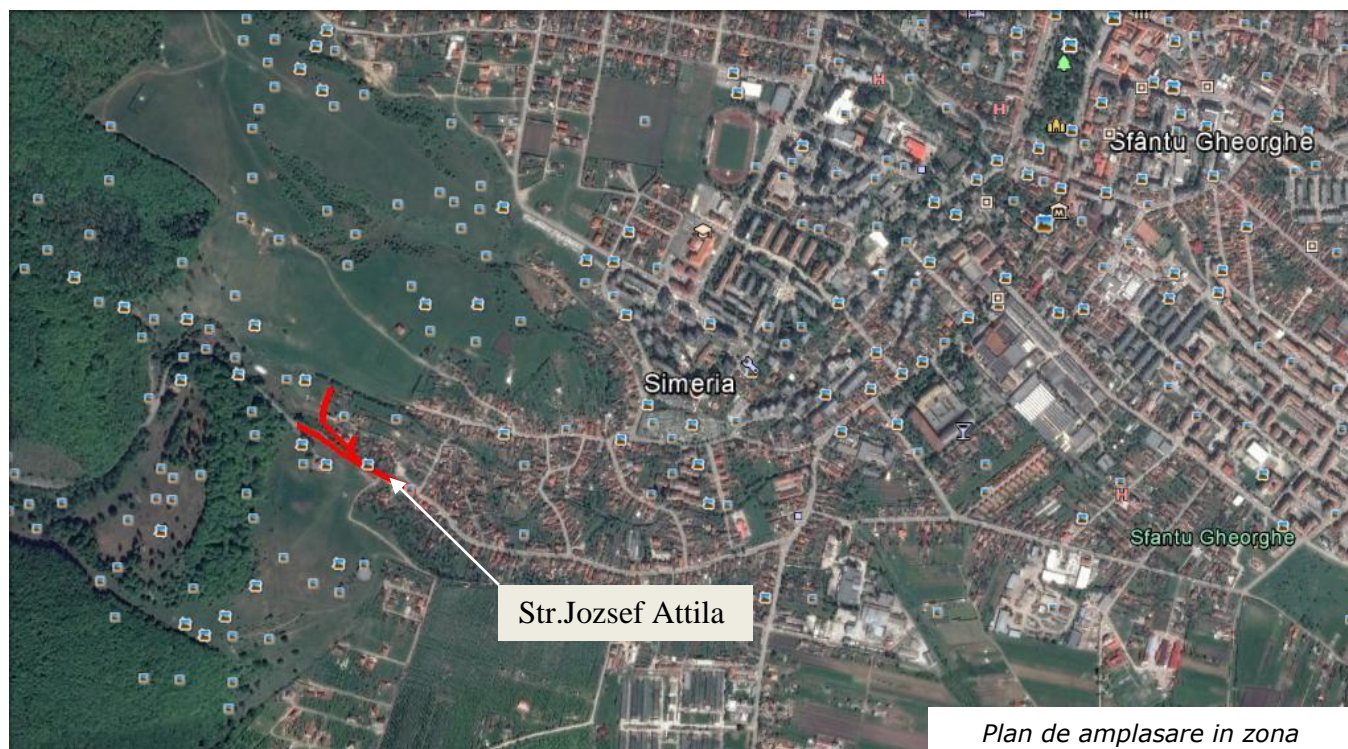 Sfântu Gheorghe
Simeria
Sfantu Gheorghe
Str.Jozsef Attila
Plan de amplasare in zona
H
H
M
H